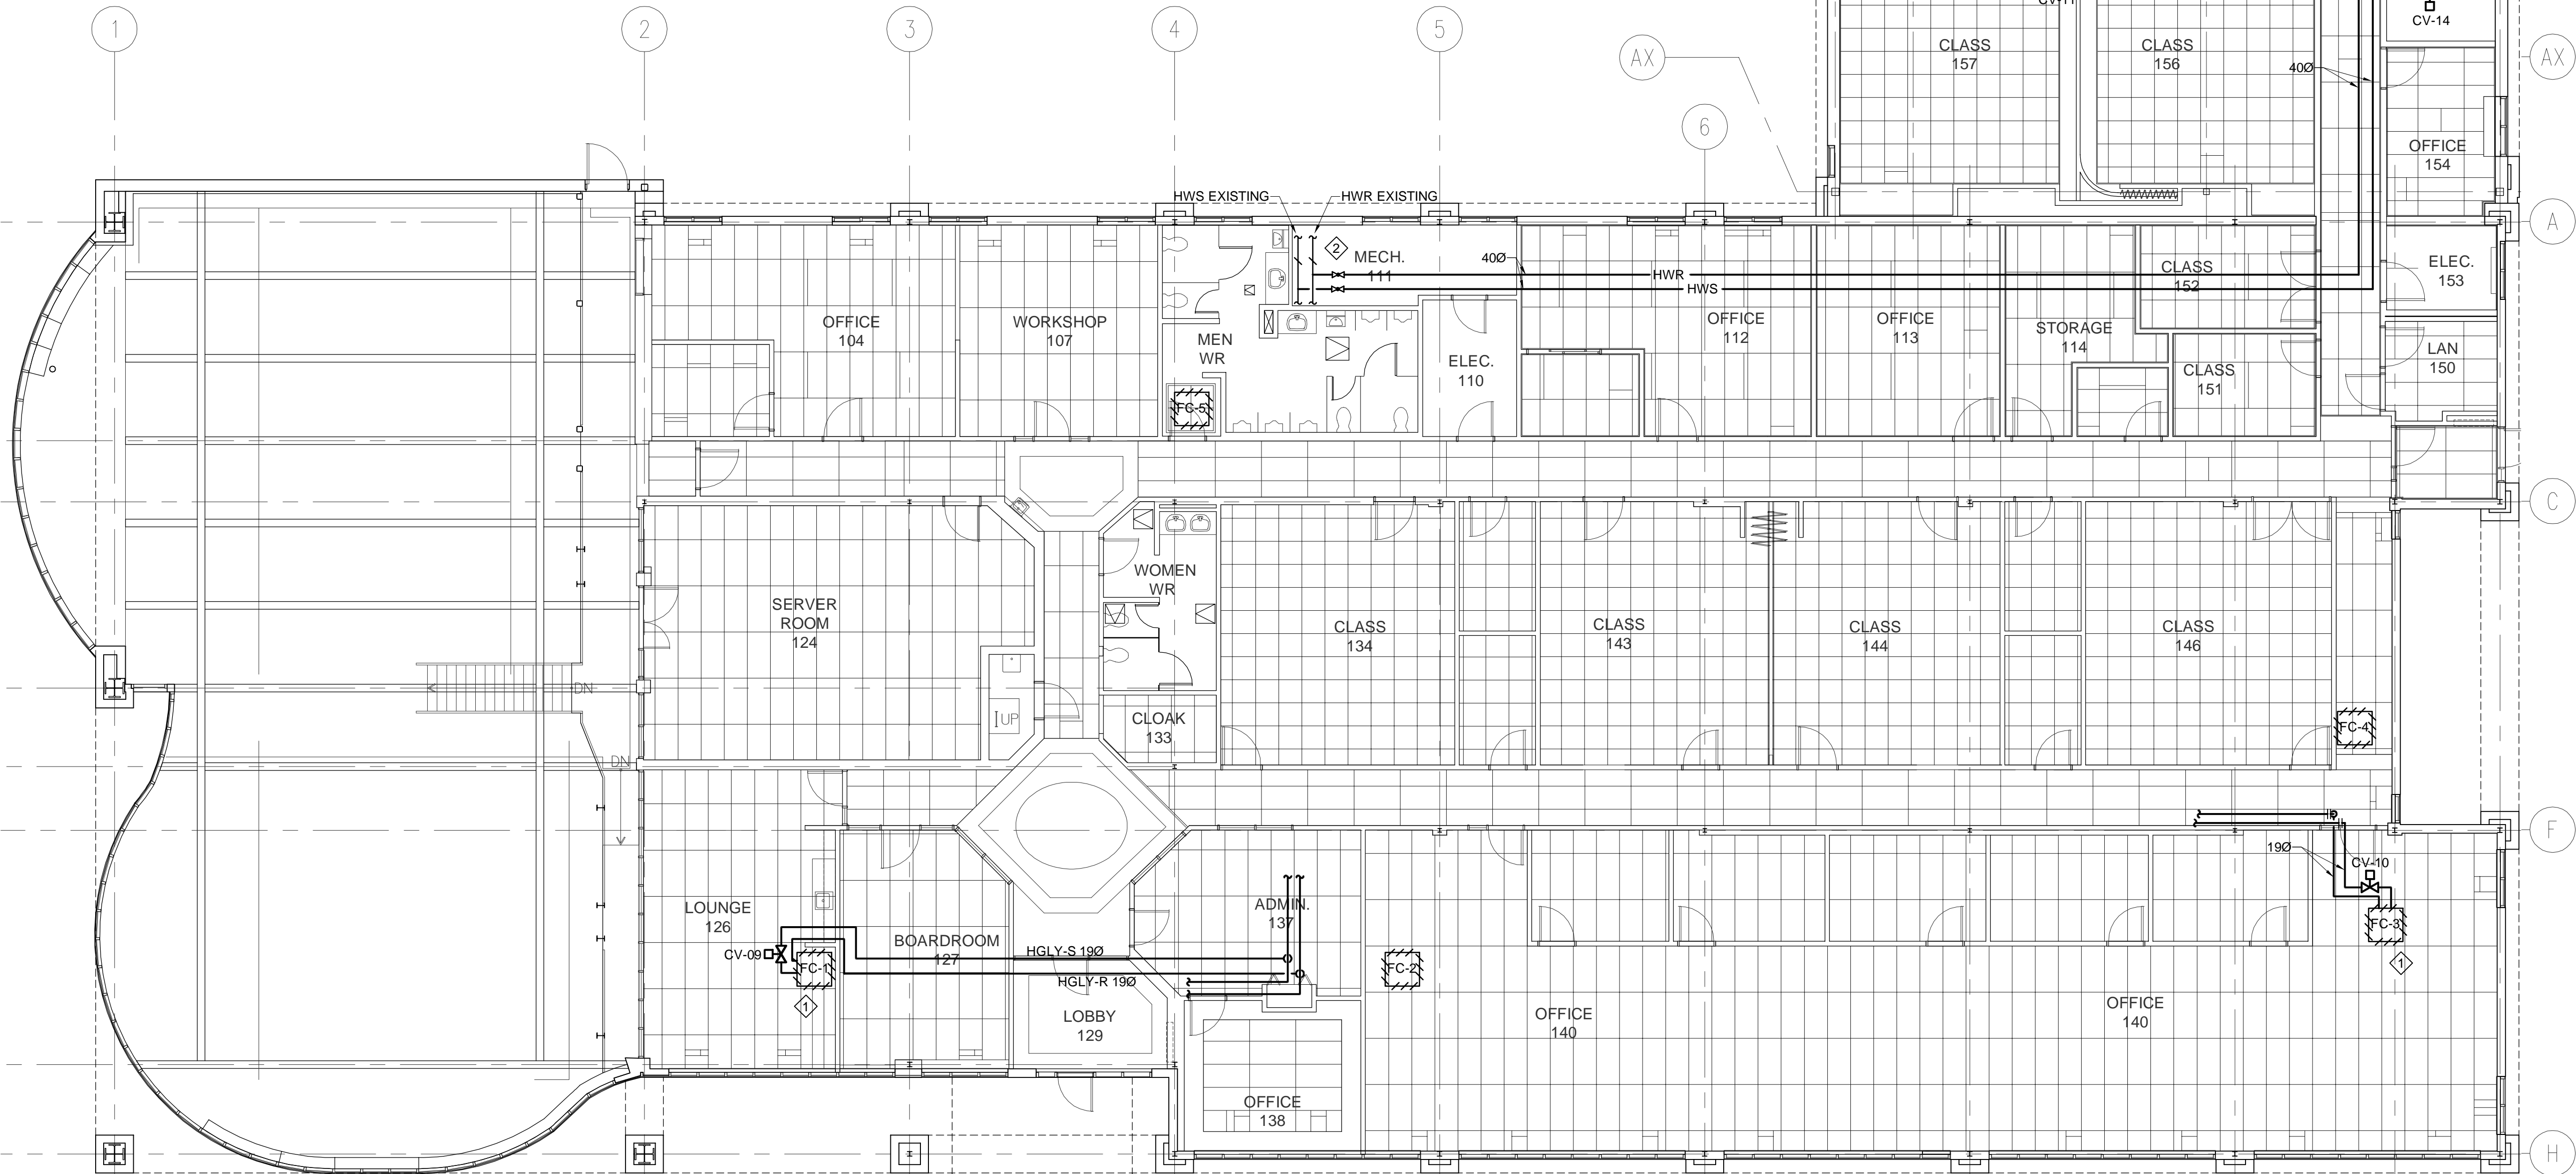 1
2
3
4
5
6
AX
AX
A
C
F
H
CV-11
CV-14
CLASS
157
CLASS
156
40Ø
OFFICE
154
HWS EXISTING
HWR EXISTING
2
MECH.
111
40Ø
HWR
HWS
CLASS
152
ELEC.
153
OFFICE
104
WORKSHOP
107
MEN
WR
ELEC.
110
OFFICE
112
OFFICE
113
STORAGE
114
CLASS
151
LAN
150
FC-5
SERVER
ROOM
124
WOMEN
WR
CLASS
134
CLASS
143
CLASS
144
CLASS
146
DN
UP
CLOAK
133
FC-4
DN
19Ø
CV-10
FC-3
1
LOUNGE
126
CV-09
FC-1
1
BOARDROOM
127
HGLY-S 19Ø
HGLY-R 19Ø
ADMIN.
137
FC-2
LOBBY
129
OFFICE
138
OFFICE
140
OFFICE
140